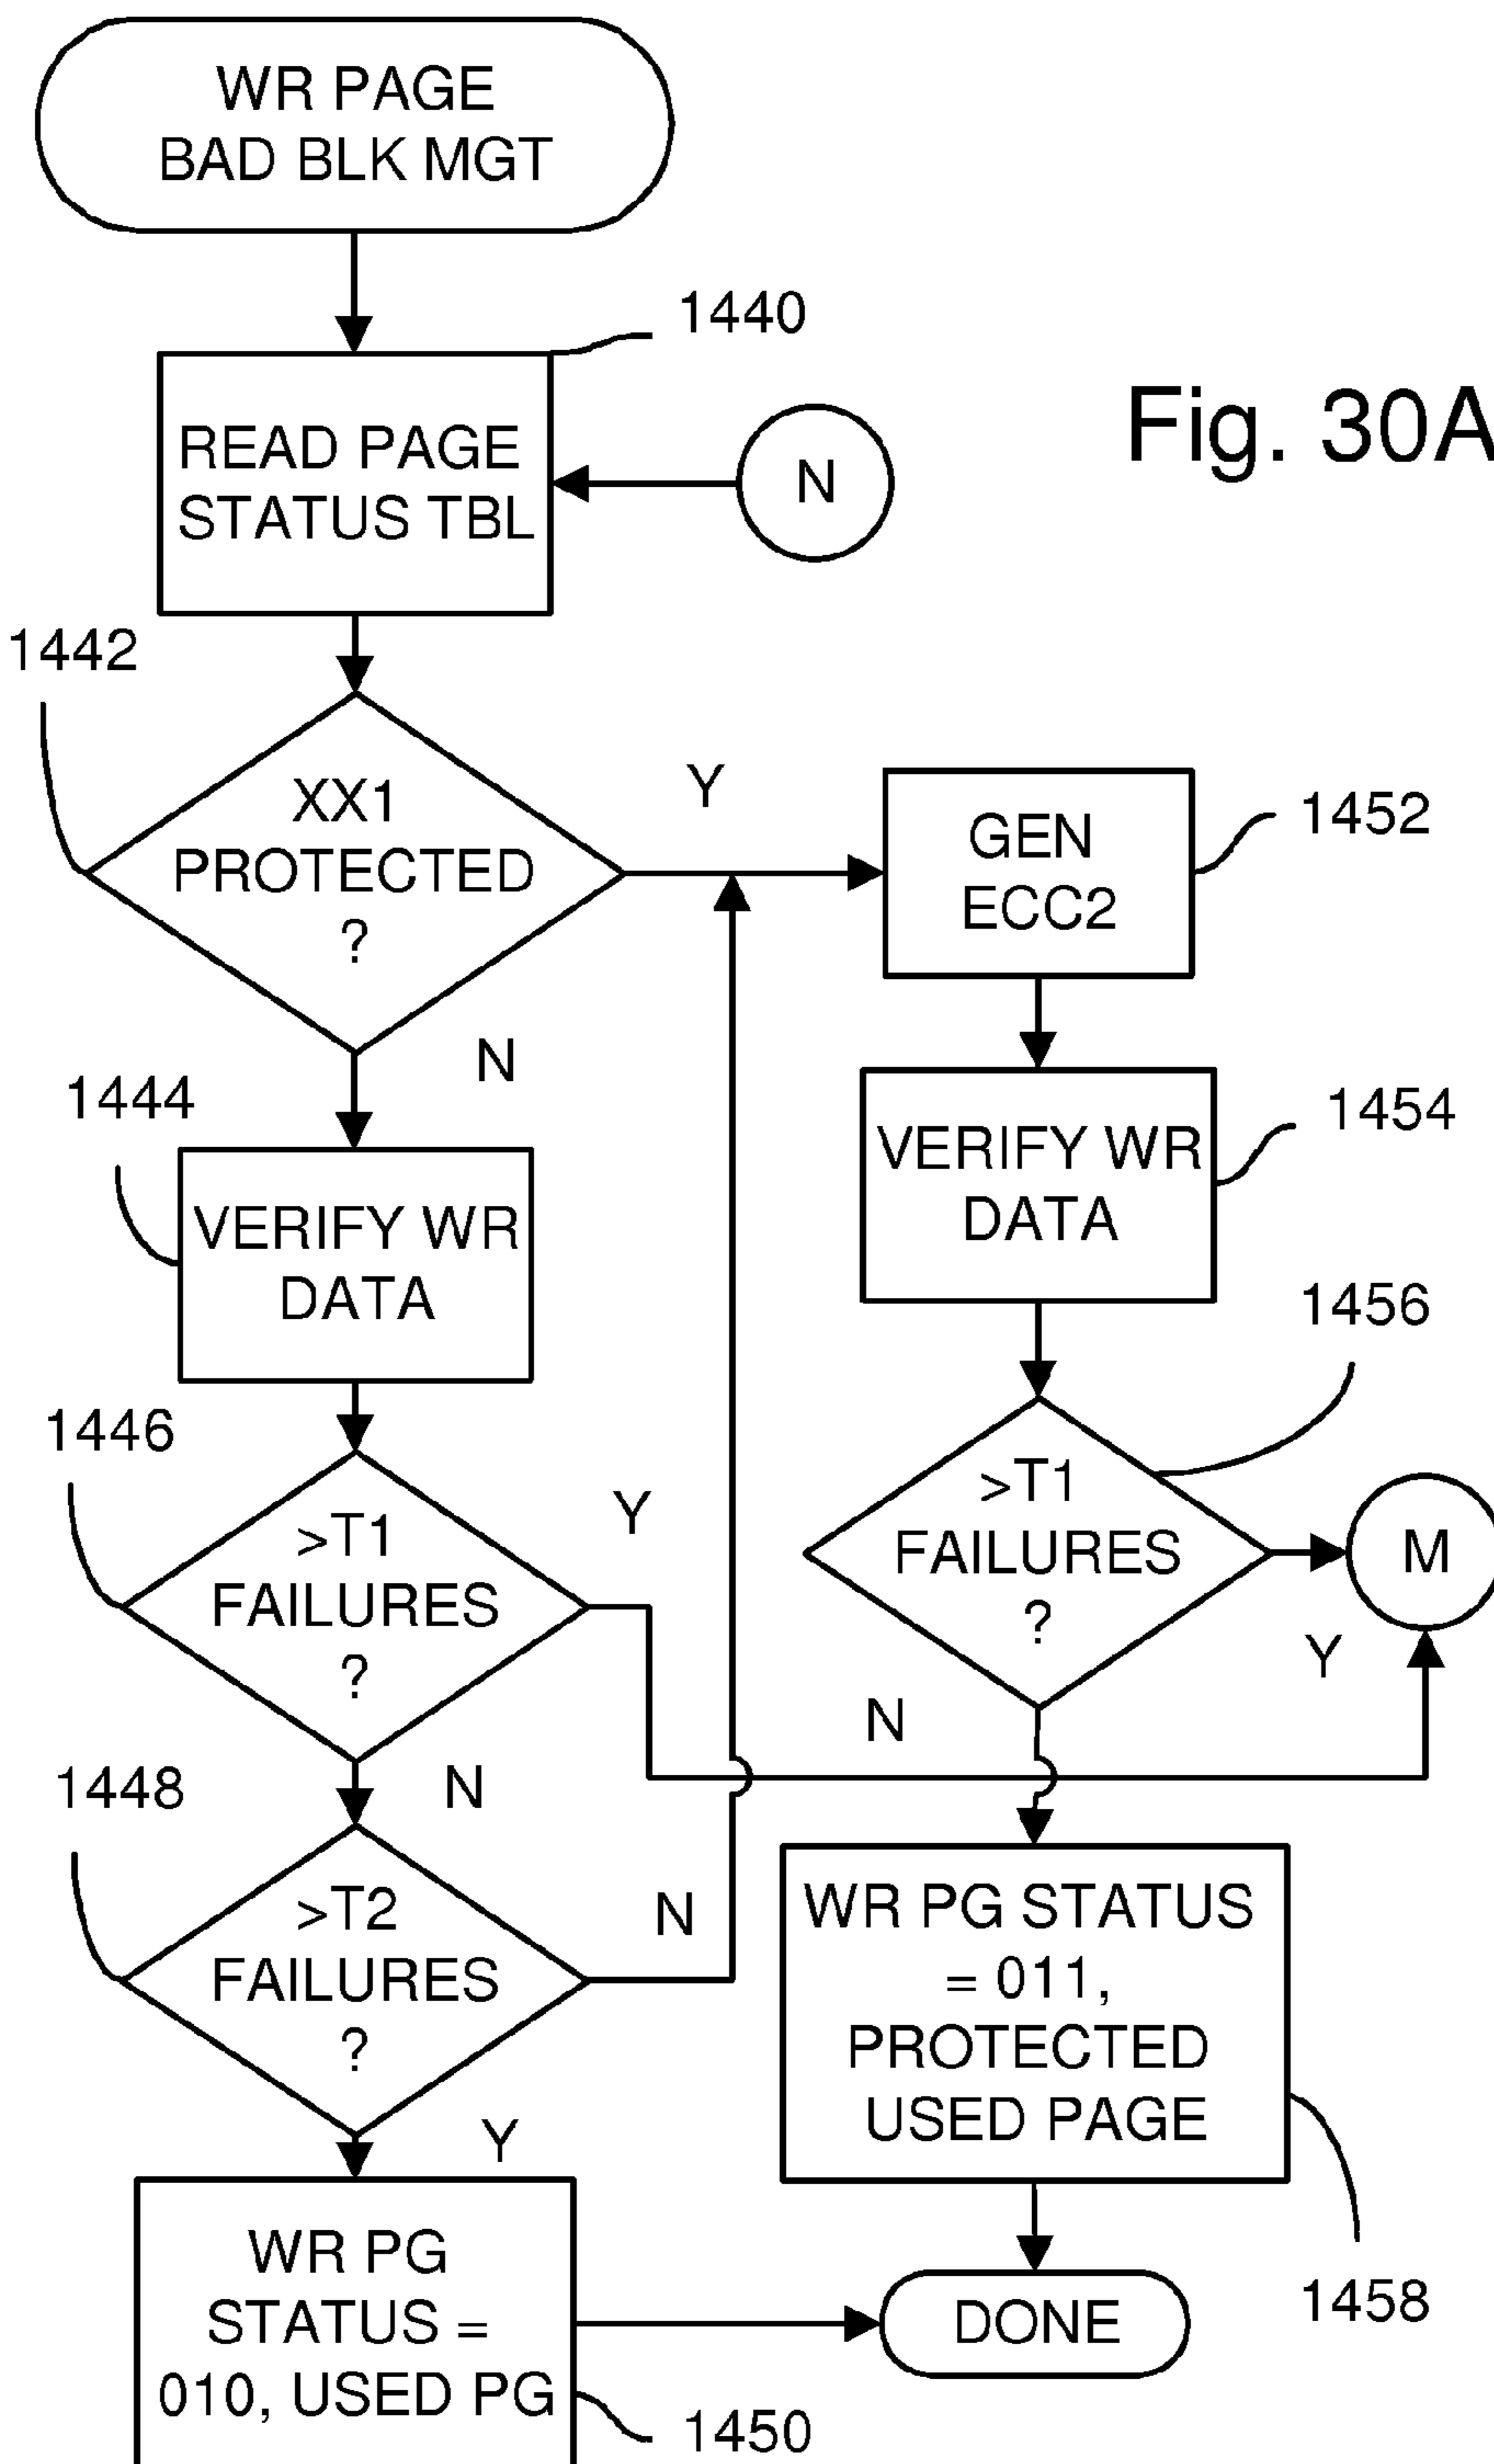 WR PAGE
BAD BLK MGT
1440
Fig. 30A
READ PAGE
STATUS TBL
N
1442
XX1
PROTECTED
?
Y
N
GEN
ECC2
1452
1444
VERIFY WR
DATA
VERIFY WR
DATA
1454
1446
>T1
FAILURES
?
Y
N
1456
>T1
FAILURES
?
M
Y
N
1448
>T2
FAILURES
?
N
Y
WR PG STATUS
= 011,
PROTECTED
USED PAGE
1458
WR PG
STATUS =
010, USED PG
1450
DONE